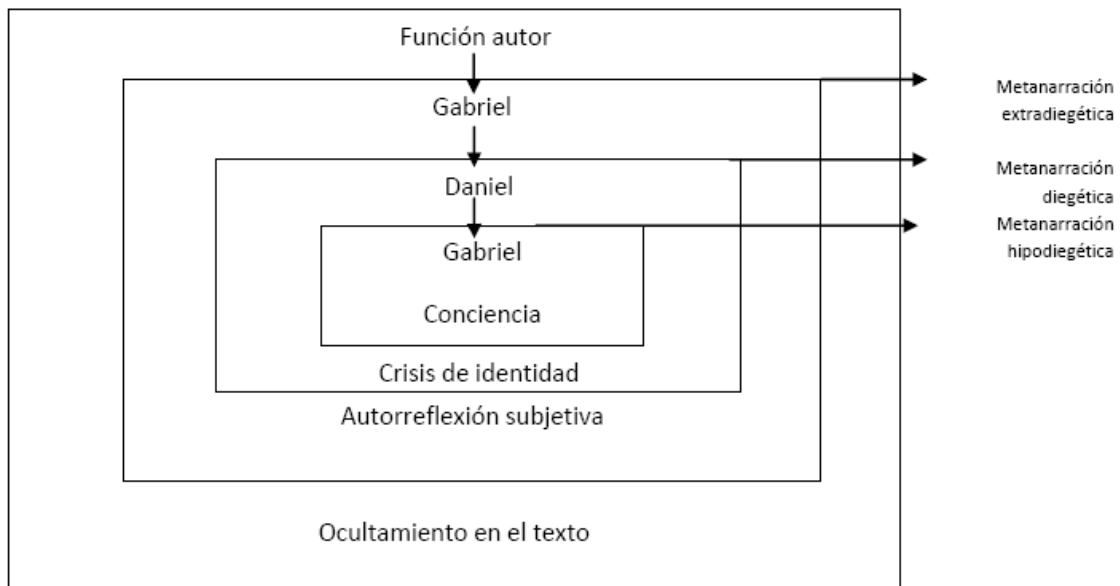 Función autor
Metanarración
extradiegética
Gabriel
Metanarración
diegética
Daniel
Metanarración
hipodiegética
Gabriel
Conciencia
Crisis de identidad
Autorreflexión subjetiva
Ocultamiento en el texto